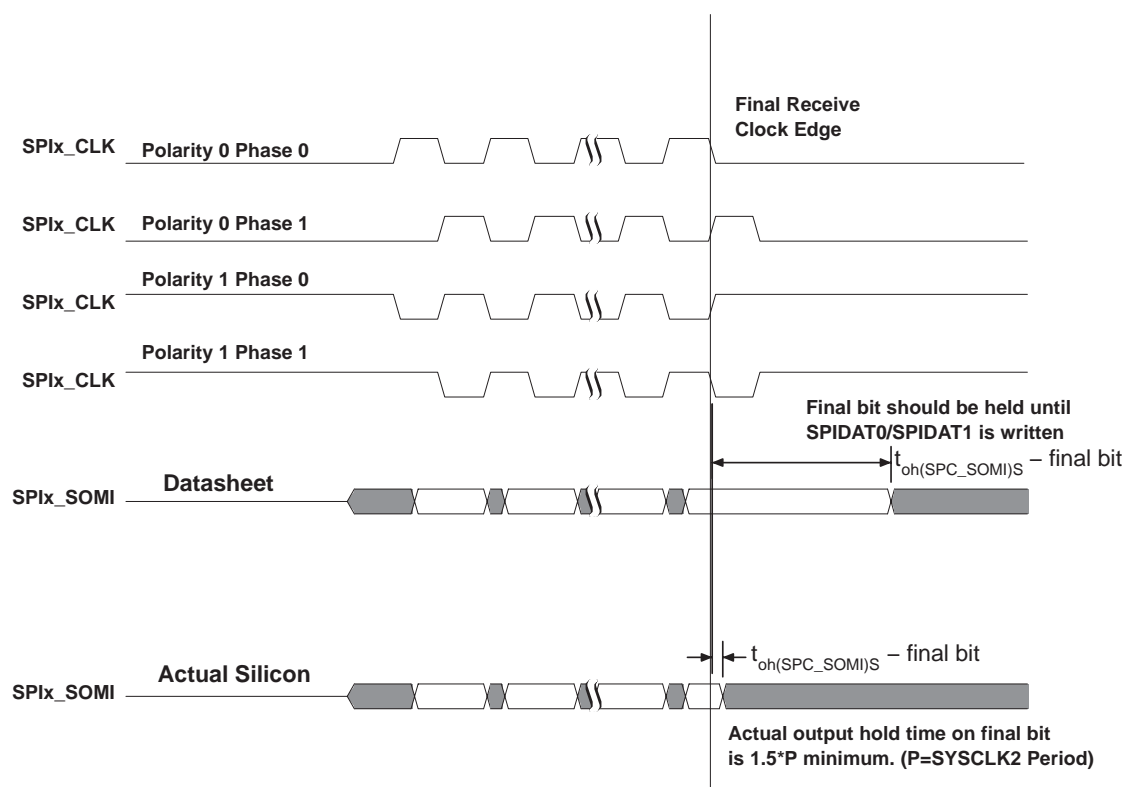 Final Receive
Clock Edge
SPIx_CLK Polarity 0 Phase 0
SPIx_CLK Polarity 0 Phase 1
Polarity 1 Phase 0
SPIx_CLK
Polarity 1 Phase 1
SPIx_CLK
Final bit should be held until
SPIDAT0/SPIDAT1 is written
toh(SPC_SOMI)S – final bit
Datasheet
SPIx_SOMI
toh(SPC_SOMI)S – final bit
Actual Silicon
SPIx_SOMI
Actual output hold time on final bit
is 1.5*P minimum. (P=SYSCLK2 Period)